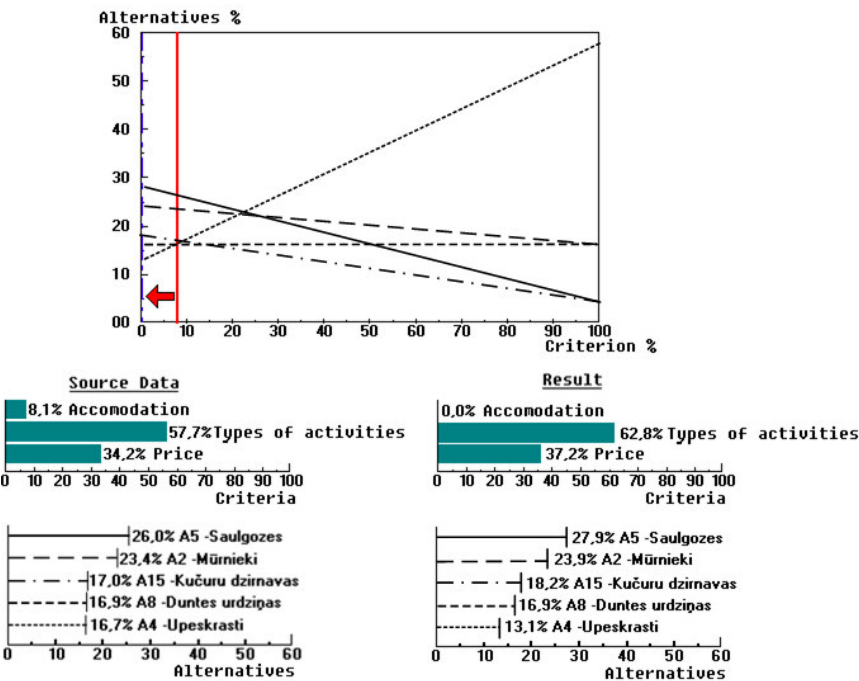 Alternatives %
60
50
40
30
20
10
00
0 10 20 30 40 50 60 70 80 90 100
Criterion %
Source Data
8,1% Accomodation
57,7% Types of activities
34,2% Price
0 10 20 30 40 50 60 70 80 90 100
Criteria
26,0% A5 -Saulgozes
23,4% A2 -Mūrnieki
17,0% A15 -Kučuru dzirnavas
16,9% A8 -Duntes urdziņas
16,7% A4 -Upeskrasti
0 10 20 30 40 50 60
Alternatives
Result
0,0% Accomodation
62,8% Types of activities
37,2% Price
0 10 20 30 40 50 60 70 80 90 100
Criteria
27,9% A5 -Saulgozes
23,9% A2 -Mūrnieki
18,2% A15 -Kučuru dzirnavas
16,9% A8 -Duntes urdziņas
13,1% A4 -Upeskrasti
0 10 20 30 40 50 60
Alternatives